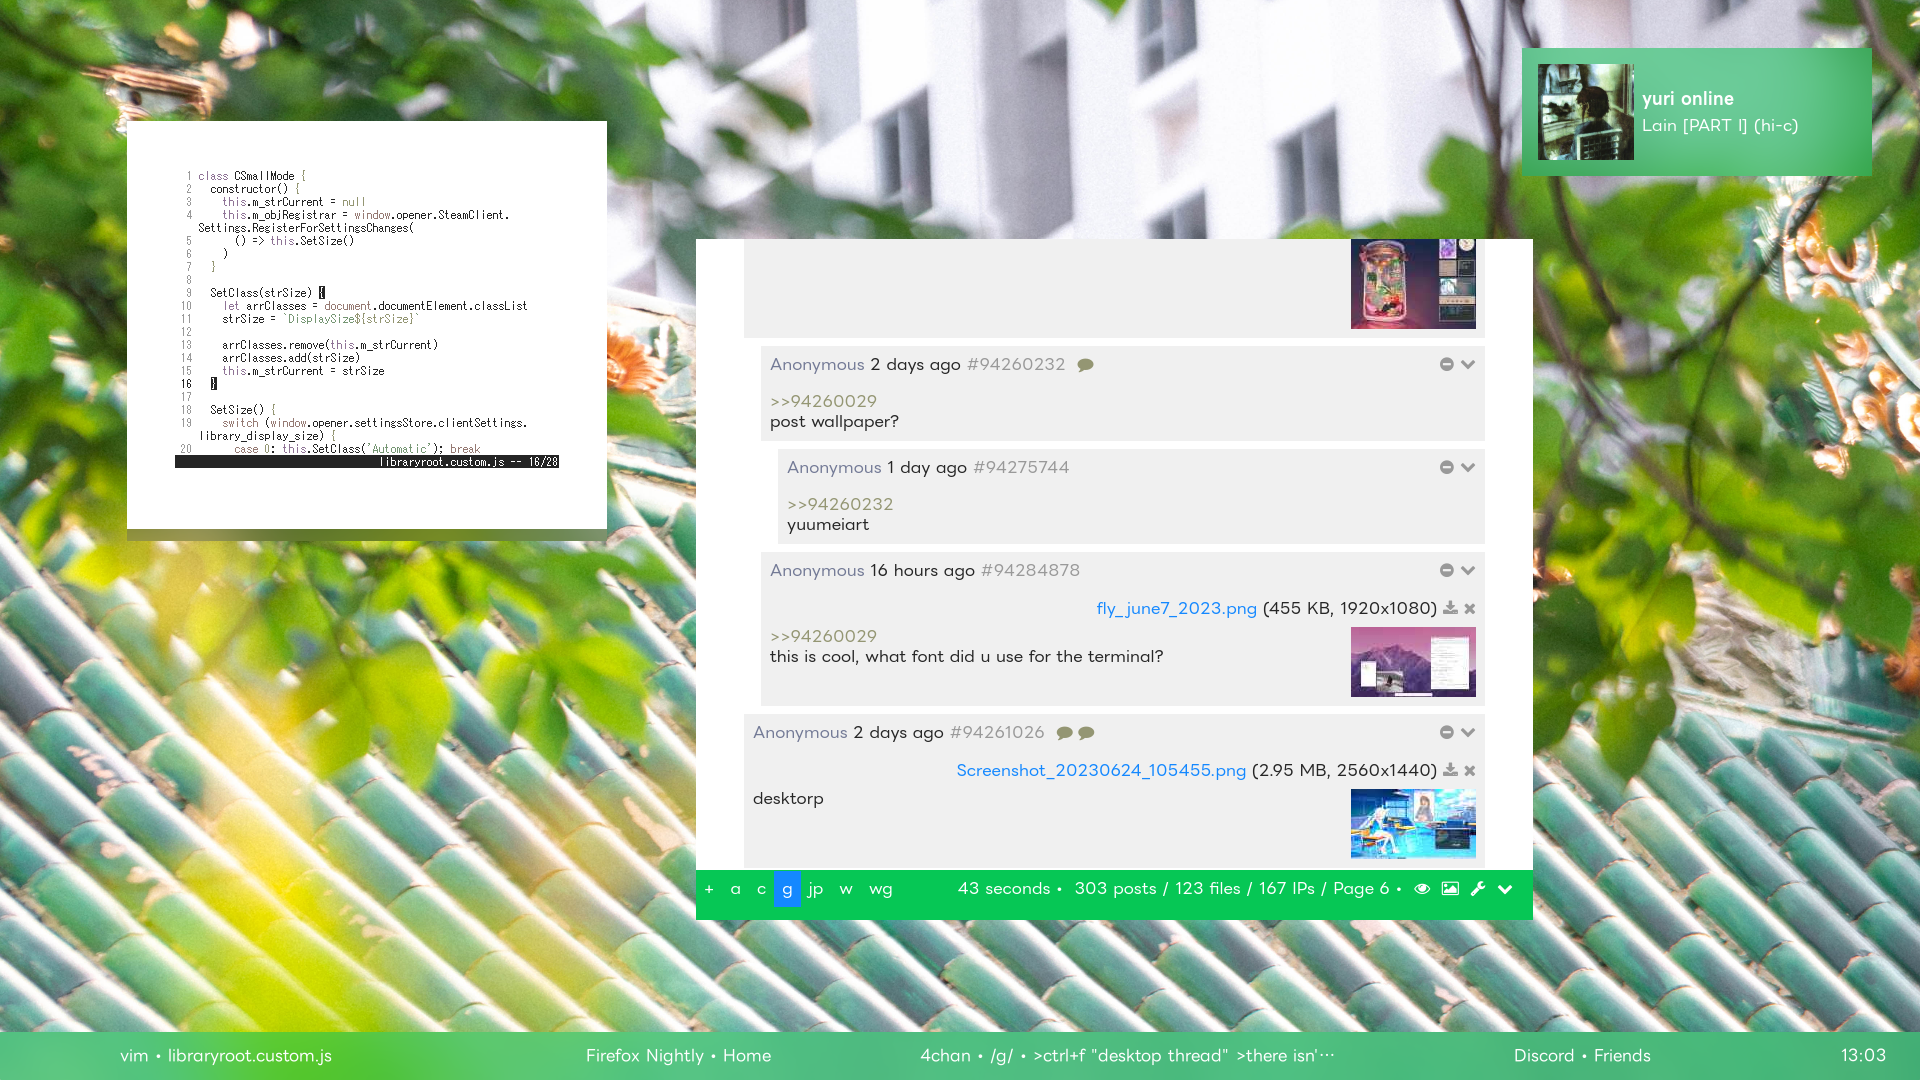 yuri online
Lain [PART I] (hi-c)
1 class CSmallMode {
2 constructor() {
3 this.m_strCurrent = null
4 this.m_objRegistrar = window.opener.SteamClient.
Settings.RegisterForSettingsChanges(
5 () => this.SetSize()
6 )
7 }
8
9 SetClass(strSize) {
10 let arrClasses = document.documentElement.classList
11 strSize = `DisplaySize${strSize}`
12
13 arrClasses.remove(this.m_strCurrent)
14 arrClasses.add(strSize)
15 this.m_strCurrent = strSize
16 }
17
18 SetSize() {
19 switch (window.opener.settingsStore.clientSettings.
library_display_size) {
20 case 0: this.SetClass('Automatic'); break
libraryroot.custom.js -- 16/28
Anonymous 2 days ago #94260232
>>94260029
post wallpaper?
Anonymous 1 day ago #94275744
>>94260232
yuumeiart
Anonymous 16 hours ago #94284878
fly_june7_2023.png (455 KB, 1920x1080)
>>94260029
this is cool, what font did u use for the terminal?
Anonymous 2 days ago #94261026
Screenshot_20230624_105455.png (2.95 MB, 2560x1440)
desktorp
+ a c g jp w wg 43 seconds • 303 posts / 123 files / 167 IPs / Page 6 •
vim • libraryroot.custom.js Firefox Nightly • Home 4chan • /g/ • >ctrl+f "desktop thread" >there isn'⋯ Discord • Friends 13:03